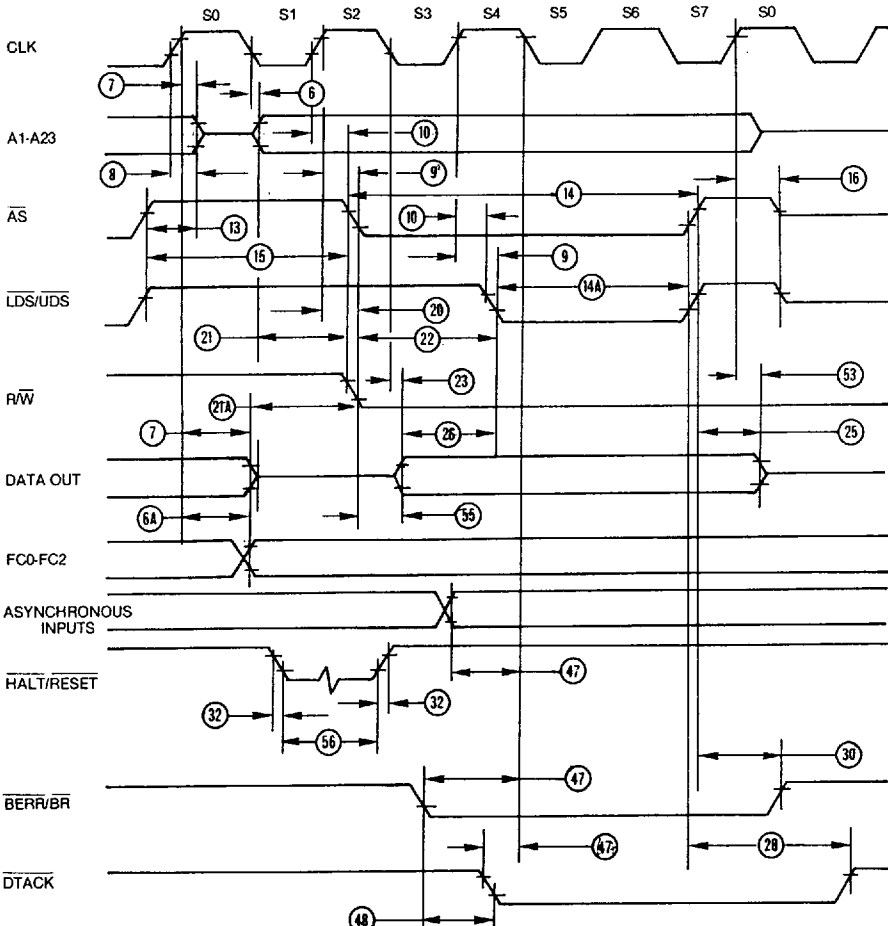 S0 S1 S2 S3 S4 S5 S6 S7 S0
CLK
7 6
A1-A23
10
8 9² 16
14
AS
10
13
15 9
14A
LDS/UDS
20
21 22
23 53
R/W
21A
7 26 25
DATA OUT
6A 55
FC0-FC2
ASYNCHRONOUS
INPUTS
HALT/RESET
47
32 32
56
30
47
BERR/BR
47 28
DTACK
48